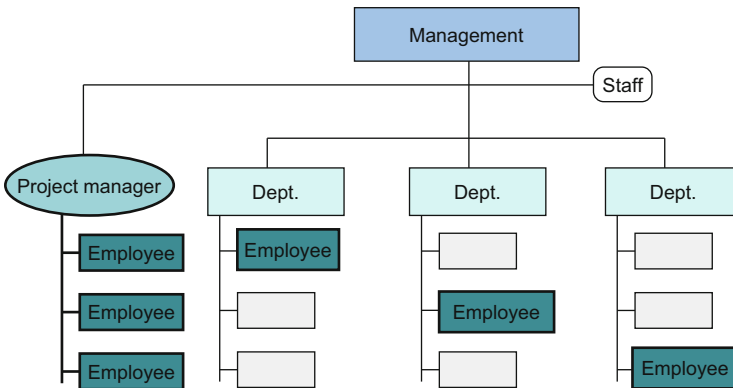 Management
Staff
Project manager
Dept.
Dept.
Dept.
Employee
Employee
Employee
Employee
Employee
Employee